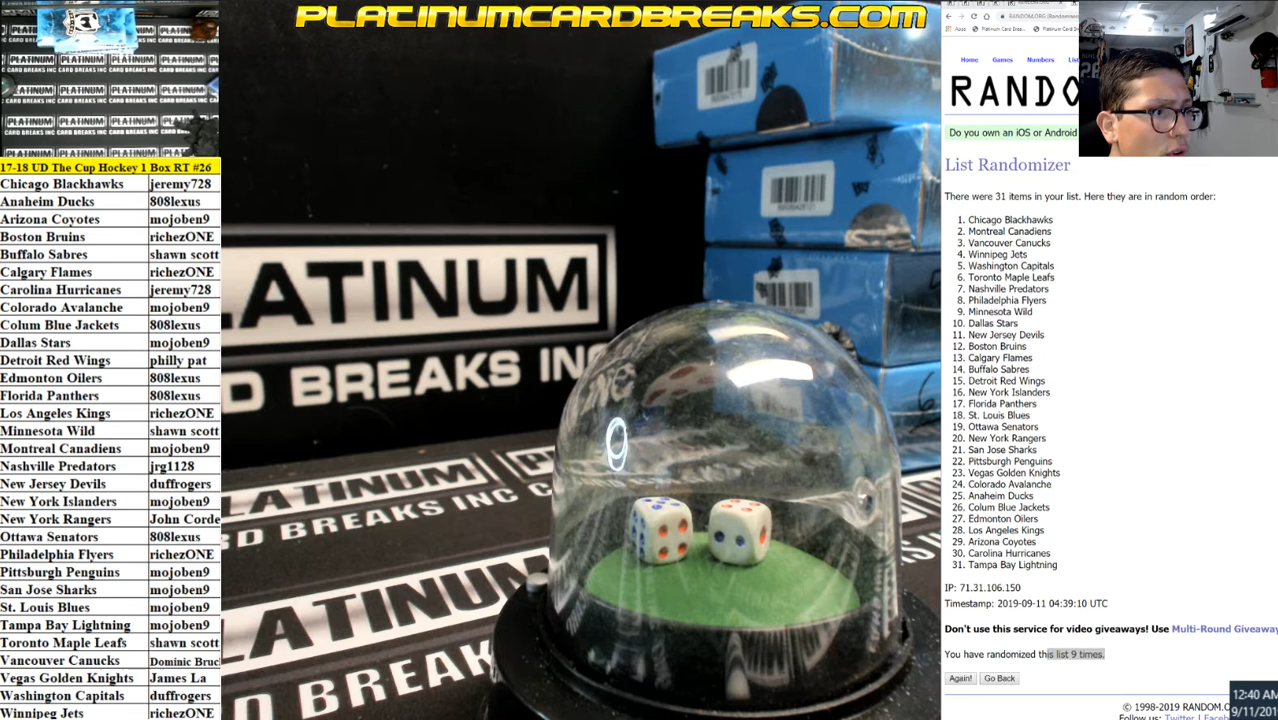 PLATINUMCARDBREAKS.COM
17-18 UD The Cup Hockey 1 Box RT #26
Chicago Blackhawks jeremy728
Anaheim Ducks 808lexus
Arizona Coyotes mojoben9
Boston Bruins richezONE
Buffalo Sabres shawn scott
Calgary Flames richezONE
Carolina Hurricanes jeremy728
Colorado Avalanche mojoben9
Colum Blue Jackets 808lexus
Dallas Stars mojoben9
Detroit Red Wings philly pat
Edmonton Oilers 808lexus
Florida Panthers 808lexus
Los Angeles Kings richezONE
Minnesota Wild shawn scott
Montreal Canadiens mojoben9
Nashville Predators jrg1128
New Jersey Devils duffrogers
New York Islanders mojoben9
New York Rangers John Corde
Ottawa Senators 808lexus
Philadelphia Flyers richezONE
Pittsburgh Penguins mojoben9
San Jose Sharks mojoben9
St. Louis Blues mojoben9
Tampa Bay Lightning mojoben9
Toronto Maple Leafs shawn scott
Vancouver Canucks Dominic Bruc
Vegas Golden Knights James La
Washington Capitals duffrogers
Winnipeg Jets richezONE
PLATINUM
BREAKS INC
PLATINUM
CARD BREAKS INC
Home Games Numbers
RANDO
Do you own an iOS or Android
List Randomizer
There were 31 items in your list. Here they are in random order:
1. Chicago Blackhawks
2. Montreal Canadiens
3. Vancouver Canucks
4. Winnipeg Jets
5. Washington Capitals
6. Toronto Maple Leafs
7. Nashville Predators
8. Philadelphia Flyers
9. Minnesota Wild
10. Dallas Stars
11. New Jersey Devils
12. Boston Bruins
13. Calgary Flames
14. Buffalo Sabres
15. Detroit Red Wings
16. New York Islanders
17. Florida Panthers
18. St. Louis Blues
19. Ottawa Senators
20. New York Rangers
21. San Jose Sharks
22. Pittsburgh Penguins
23. Vegas Golden Knights
24. Colorado Avalanche
25. Anaheim Ducks
26. Colum Blue Jackets
27. Edmonton Oilers
28. Los Angeles Kings
29. Arizona Coyotes
30. Carolina Hurricanes
31. Tampa Bay Lightning
IP: 71.31.106.150
Timestamp: 2019-09-11 04:39:10 UTC
Don't use this service for video giveaways! Use Multi-Round Giveaway
You have randomized this list 9 times.
Again! Go Back
© 1998-2019 RANDOM.O
Follow us: Twitter | Faceb
12:40 AM
9/11/201